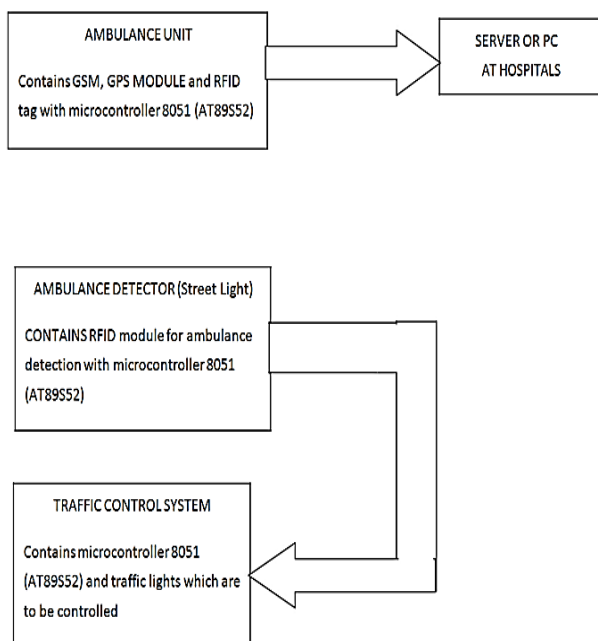 AMBULANCE UNIT
Contains GSM, GPS MODULE and RFID
tag with microcontroller 8051 (AT89S52)
SERVER OR PC
AT HOSPITALS
AMBULANCE DETECTOR (Street Light)
CONTAINS RFID module for ambulance
detection with microcontroller 8051
(AT89S52)
TRAFFIC CONTROL SYSTEM
Contains microcontroller 8051
(AT89S52) and traffic lights which are
to be controlled